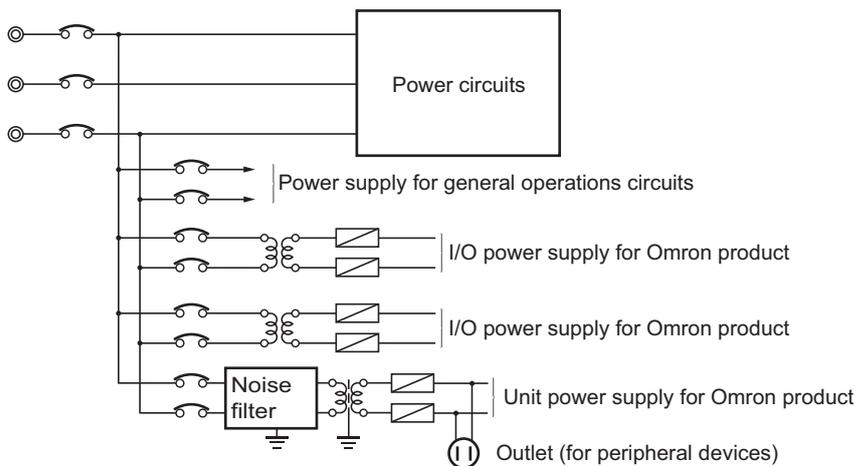 Power circuits
Power supply for general operations circuits
I/O power supply for Omron product
I/O power supply for Omron product
Noise
filter
Unit power supply for Omron product
Outlet (for peripheral devices)